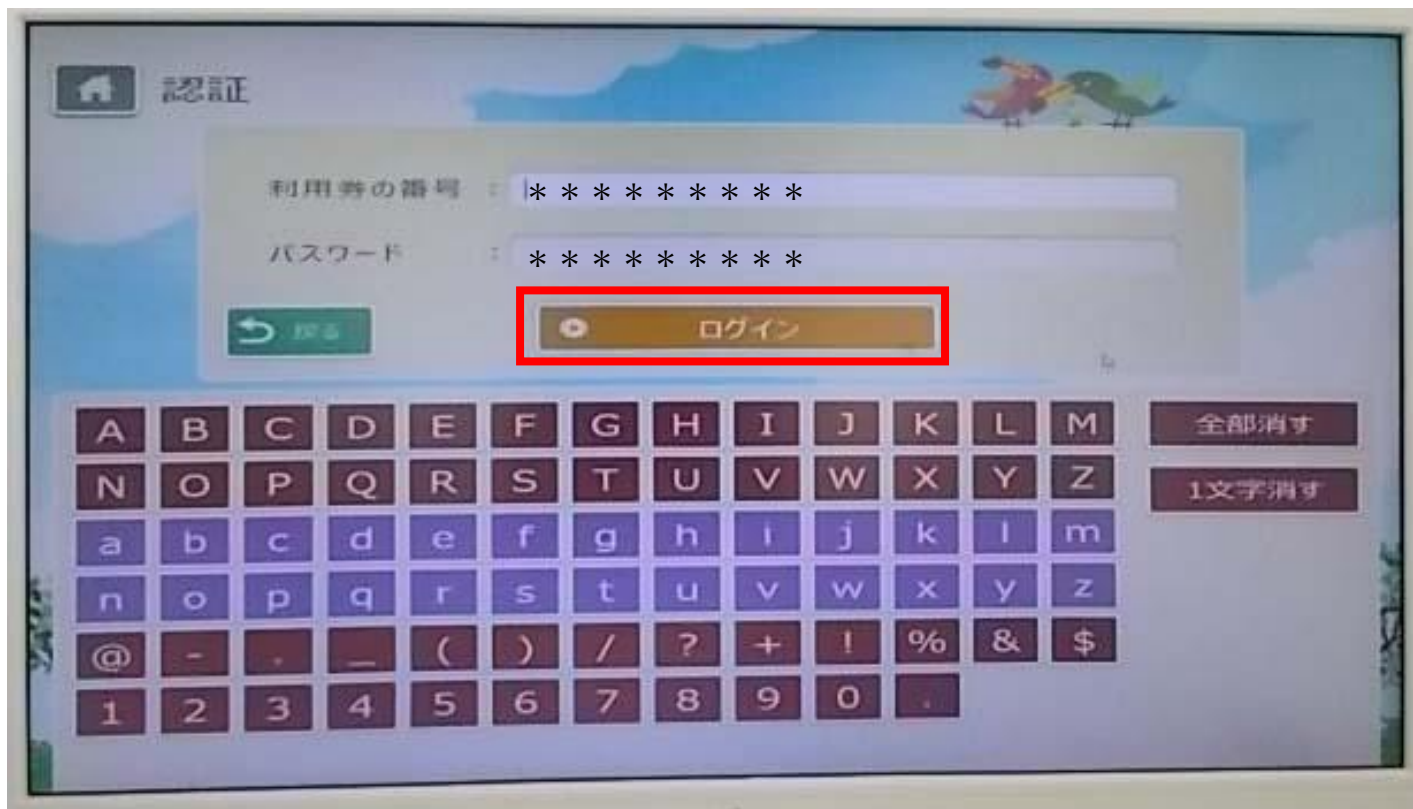 認証
利用券の番号 : *********
パスワード : *********
戻る
ログイン
A B C D E F G H I J K L M 全部消す
N O P Q R S T U V W X Y Z 1文字消す
a b c d e f g h i j k l m
n o p q r s t u v w x y z
@ - . _ ( ) / ? + ! % & $
1 2 3 4 5 6 7 8 9 0 .